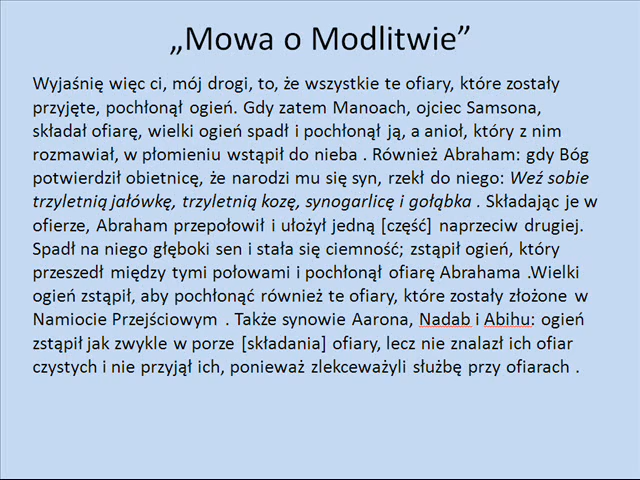 „Mowa o Modlitwie”
Wyjaśnię więc ci, mój drogi, to, że wszystkie te ofiary, które zostały
przyjęte, pochłonął ogień. Gdy zatem Manoach, ojciec Samsona,
składał ofiarę, wielki ogień spadł i pochłonął ją, a anioł, który z nim
rozmawiał, w płomieniu wstąpił do nieba . Również Abraham: gdy Bóg
potwierdził obietnicę, że narodzi mu się syn, rzekł do niego: Weź sobie
trzyletnią jałówkę, trzyletnią kozę, synogarlicę i gołąbka . Składając je w
ofierze, Abraham przepołowił i ułożył jedną [część] naprzeciw drugiej.
Spadł na niego głęboki sen i stała się ciemność; zstąpił ogień, który
przeszedł między tymi połowami i pochłonął ofiarę Abrahama .Wielki
ogień zstąpił, aby pochłonąć również te ofiary, które zostały złożone w
Namiocie Przejściowym . Także synowie Aarona, Nadab i Abihu: ogień
zstąpił jak zwykle w porze [składania] ofiary, lecz nie znalazł ich ofiar
czystych i nie przyjął ich, ponieważ zlekceważyli służbę przy ofiarach .